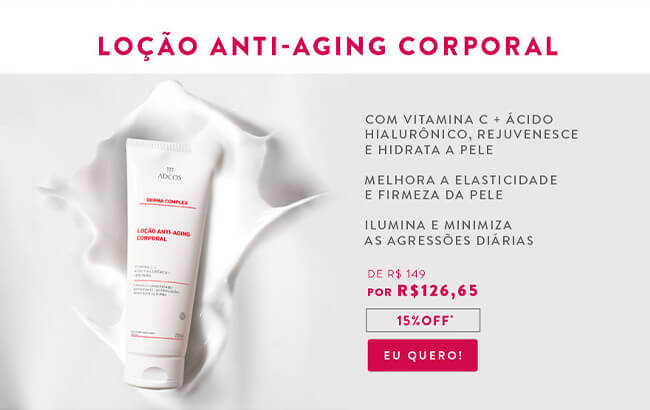 LOÇÃO ANTI-AGING CORPORAL
COM VITAMINA C + ÁCIDO
HIALURÔNICO, REJUVENESCE
E HIDRATA A PELE
MELHORA A ELASTICIDADE
E FIRMEZA DA PELE
ILUMINA E MINIMIZA
AS AGRESSÕES DIÁRIAS
DE R$ 149
POR R$126,65
15%OFF*
EU QUERO!
ADCOS
DERMA COMPLEX
LOÇÃO ANTI-AGING
CORPORAL
VITAMINA C +